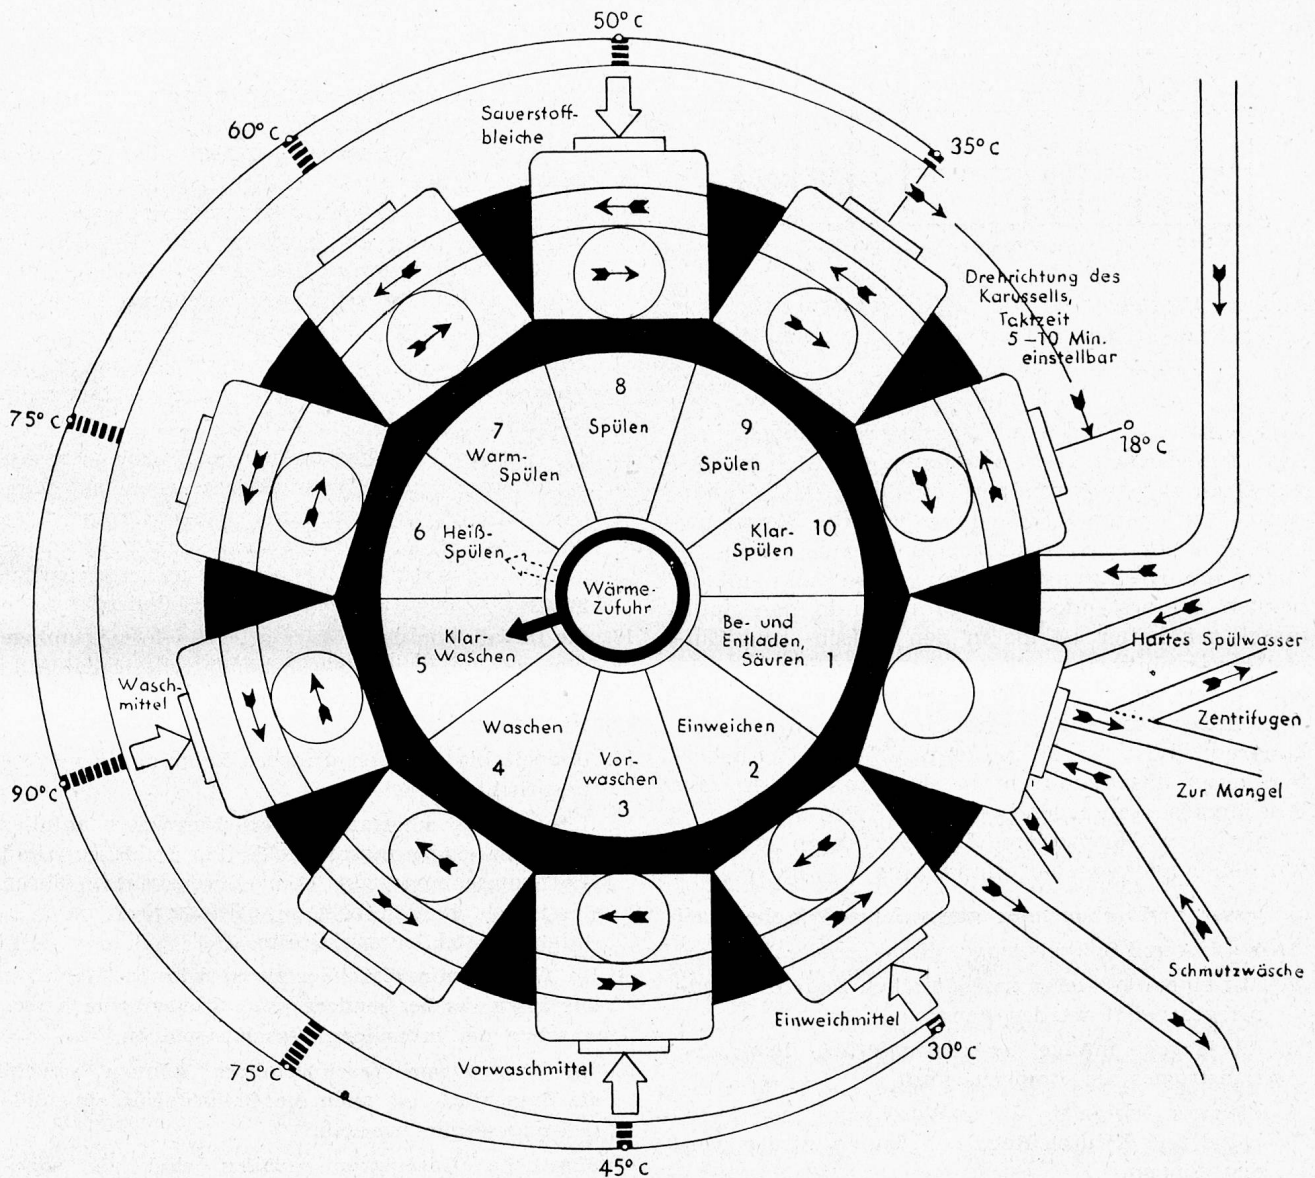 50° C
60° C
35° C
Sauerstoff-
bleiche
Drehrichtung des
Karussells,
Taktzeit
5-10 Min.
einstellbar
75° C
18° C
8
Spülen
7
Warm-
Spülen
9
Spülen
6
Heiß-
Spülen
10
Klar-
Spülen
Wärme-
Zufuhr
5
Klar-
Waschen
Be- und
Entladen,
Säuren
Hartes Spülwasser
Wasch-
mittel
Zentrifugen
Waschen
4
Vor-
waschen
3
Einweichen
2
90° C
Zur Mangel
Schmutzwäsche
Einweichmittel
30° C
75° C
Vorwaschmittel
45° C